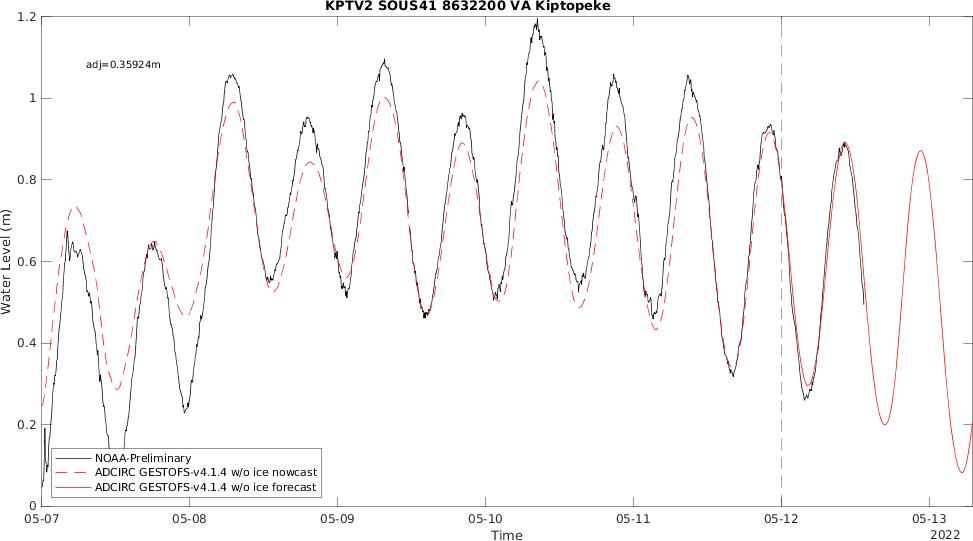 KPTV2 SOUS41 8632200 VA Kiptopeke
1.2
adj=0.35924m
1
0.8
0.6
0.4
0.2
0
Water Level (m)
NOAA-Preliminary
ADCIRC GESTOFS-v4.1.4 w/o ice nowcast
ADCIRC GESTOFS-v4.1.4 w/o ice forecast
05-07 05-08 05-09 05-10 05-11 05-12 05-13
Time
2022